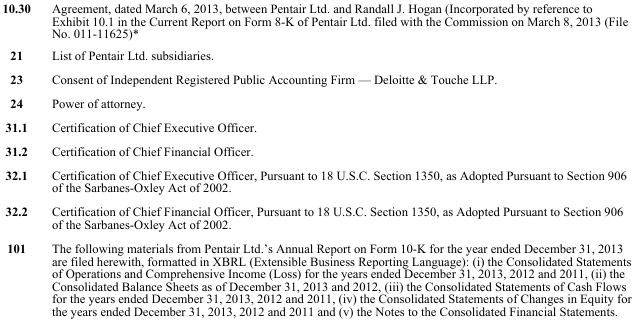 10.30 Agreement, dated March 6, 2013, between Pentair Ltd. and Randall J. Hogan (Incorporated by reference to
Exhibit 10.1 in the Current Report on Form 8-K of Pentair Ltd. filed with the Commission on March 8, 2013 (File
No. 011-11625)*
21 List of Pentair Ltd. subsidiaries.
23 Consent of Independent Registered Public Accounting Firm — Deloitte & Touche LLP.
24 Power of attorney.
31.1 Certification of Chief Executive Officer.
31.2 Certification of Chief Financial Officer.
32.1 Certification of Chief Executive Officer, Pursuant to 18 U.S.C. Section 1350, as Adopted Pursuant to Section 906
of the Sarbanes-Oxley Act of 2002.
32.2 Certification of Chief Financial Officer, Pursuant to 18 U.S.C. Section 1350, as Adopted Pursuant to Section 906
of the Sarbanes-Oxley Act of 2002.
101 The following materials from Pentair Ltd.'s Annual Report on Form 10-K for the year ended December 31, 2013
are filed herewith, formatted in XBRL (Extensible Business Reporting Language): (i) the Consolidated Statements
of Operations and Comprehensive Income (Loss) for the years ended December 31, 2013, 2012 and 2011, (ii) the
Consolidated Balance Sheets as of December 31, 2013 and 2012, (iii) the Consolidated Statements of Cash Flows
for the years ended December 31, 2013, 2012 and 2011, (iv) the Consolidated Statements of Changes in Equity for
the years ended December 31, 2013, 2012 and 2011 and (v) the Notes to the Consolidated Financial Statements.